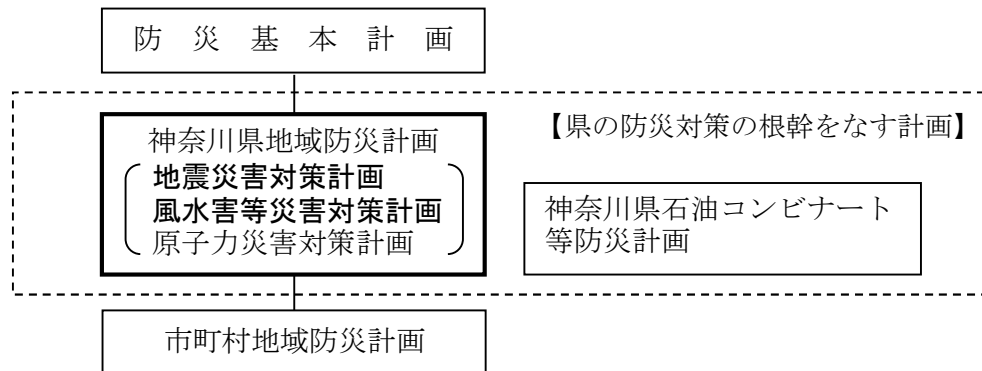 防 災 基 本 計 画
【県の防災対策の根幹をなす計画】
神奈川県地域防災計画
地震災害対策計画
風水害等災害対策計画
原子力災害対策計画
神奈川県石油コンビナート
等防災計画
市町村地域防災計画